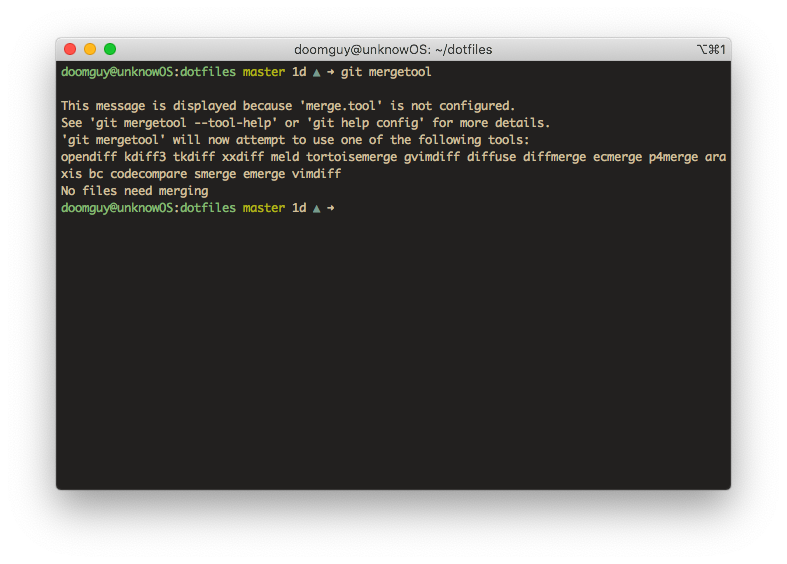 doomguy@unknowOS: ~/dotfiles
⌥⌘1
doomguy@unknowOS:dotfiles master 1d ▲ ➜ git mergetool
This message is displayed because 'merge.tool' is not configured.
See 'git mergetool --tool-help' or 'git help config' for more details.
'git mergetool' will now attempt to use one of the following tools:
opendiff kdiff3 tkdiff xxdiff meld tortoisemerge gvimdiff diffuse diffmerge ecmerge p4merge ara
xis bc codecompare smerge emerge vimdiff
No files need merging
doomguy@unknowOS:dotfiles master 1d ▲ ➜